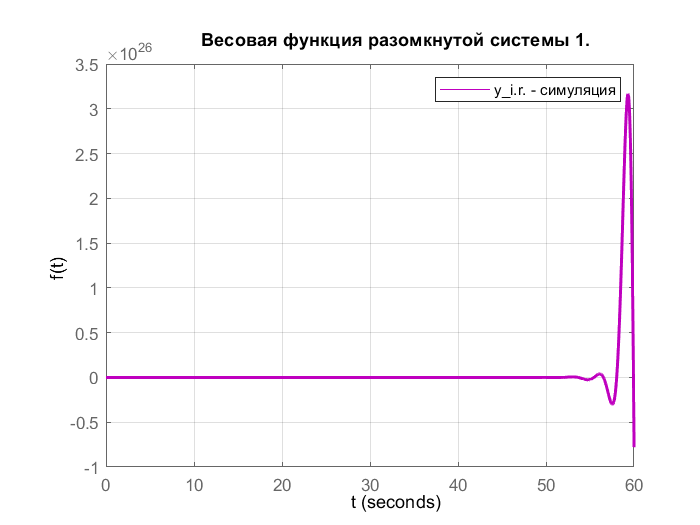 Весовая функция разомкнутой системы 1.
×10^26
3.5
3
2.5
2
1.5
1
0.5
0
-0.5
-1
y_i.r. - симуляция
f(t)
0 10 20 30 40 50 60
t (seconds)